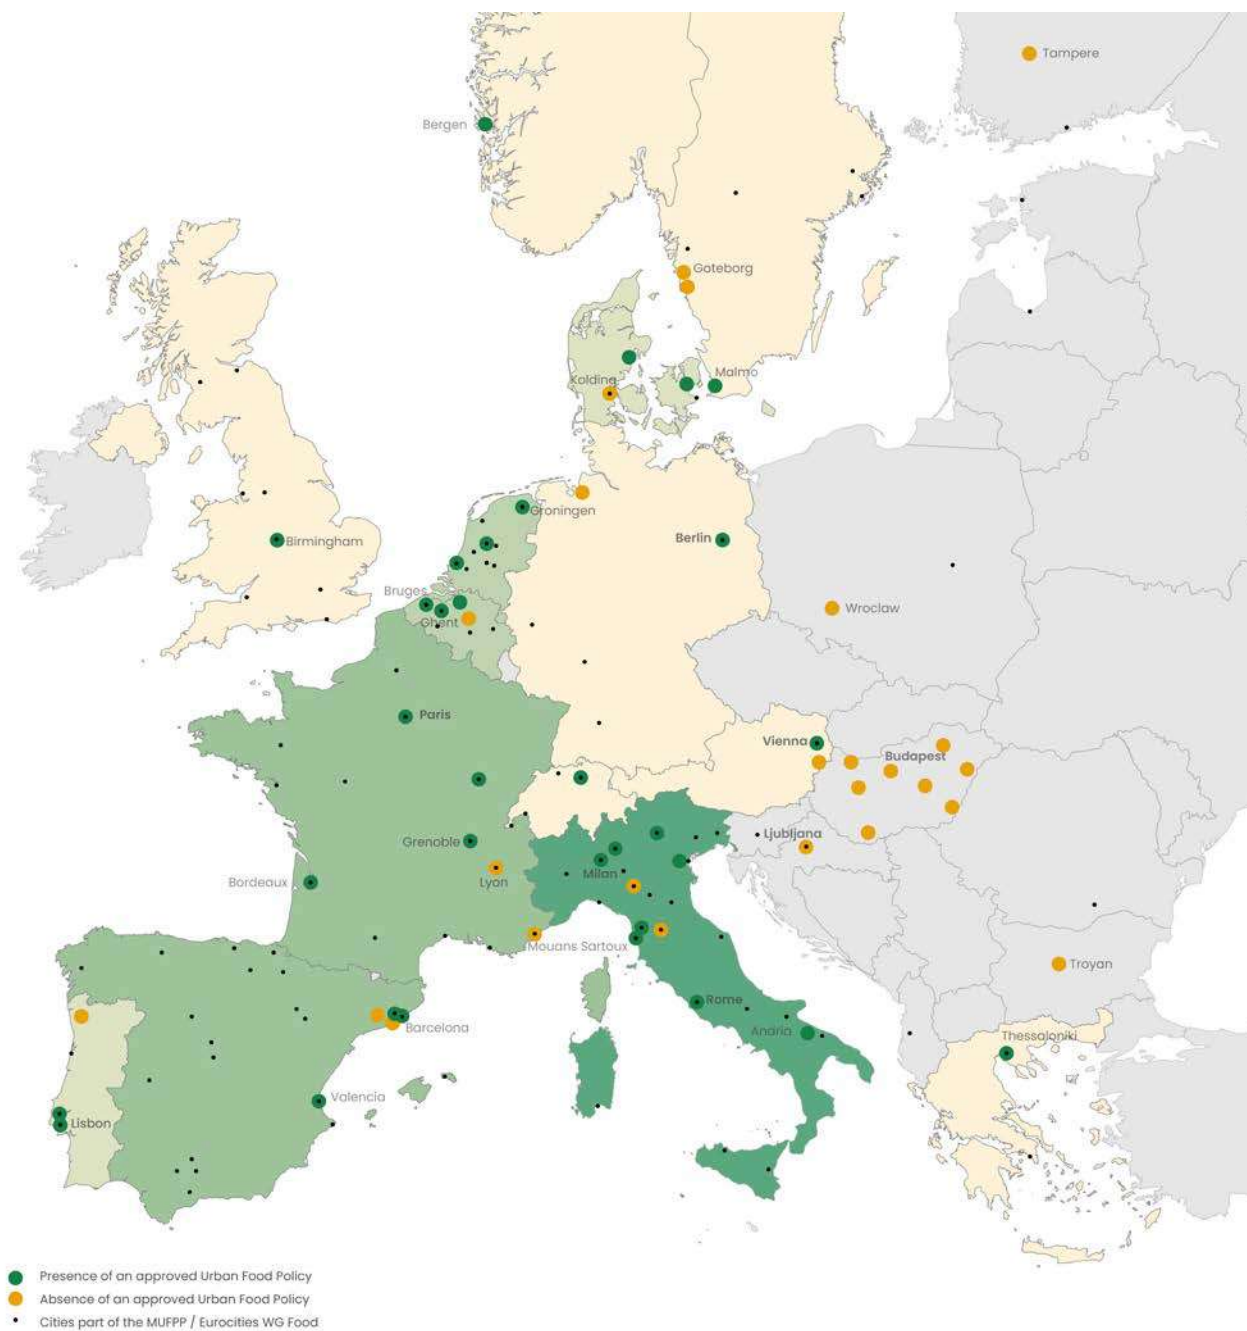 Tampere
Bergen
Goteborg
Malmo
Kolding
Groningen
Birmingham
Berlin
Bruges
Wroclaw
Ghent
Paris
Vienna
Budapest
Ljubljana
Grenoble
Milan
Lyon
Bordeaux
Mouans Sartoux
Troyan
Rome
Barcelona
Andria
Thessaloniki
Valencia
Lisbon
Presence of an approved Urban Food Policy
Absence of an approved Urban Food Policy
Cities part of the MUFPP / Eurocities WG Food